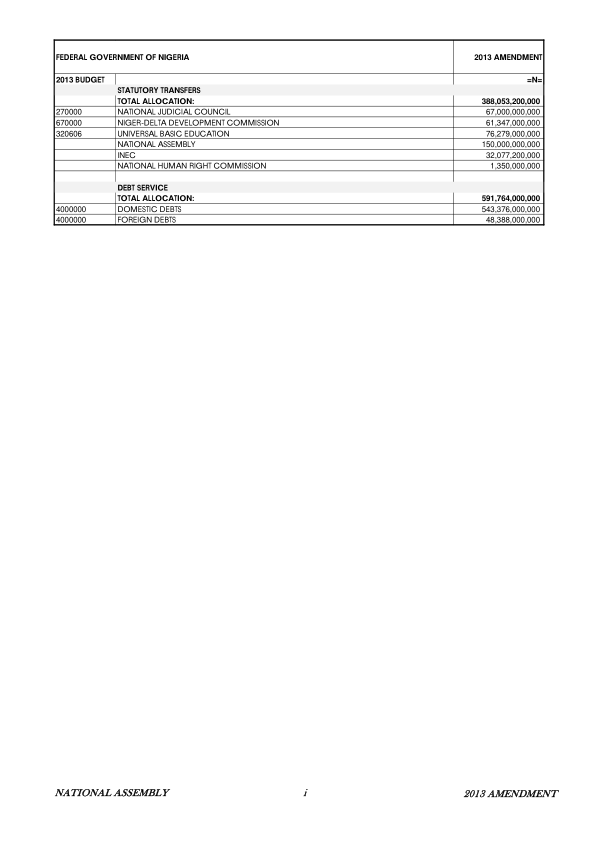 FEDERAL GOVERNMENT OF NIGERIA 2013 AMENDMENT
2013 BUDGET =N=
STATUTORY TRANSFERS
TOTAL ALLOCATION: 388,053,200,000
270000 NATIONAL JUDICIAL COUNCIL 67,000,000,000
670000 NIGER-DELTA DEVELOPMENT COMMISSION 61,347,000,000
320606 UNIVERSAL BASIC EDUCATION 76,279,000,000
NATIONAL ASSEMBLY 150,000,000,000
INEC 32,077,200,000
NATIONAL HUMAN RIGHT COMMISSION 1,350,000,000
DEBT SERVICE
TOTAL ALLOCATION: 591,764,000,000
4000000 DOMESTIC DEBTS 543,376,000,000
4000000 FOREIGN DEBTS 48,388,000,000
NATIONAL ASSEMBLY i 2013 AMENDMENT